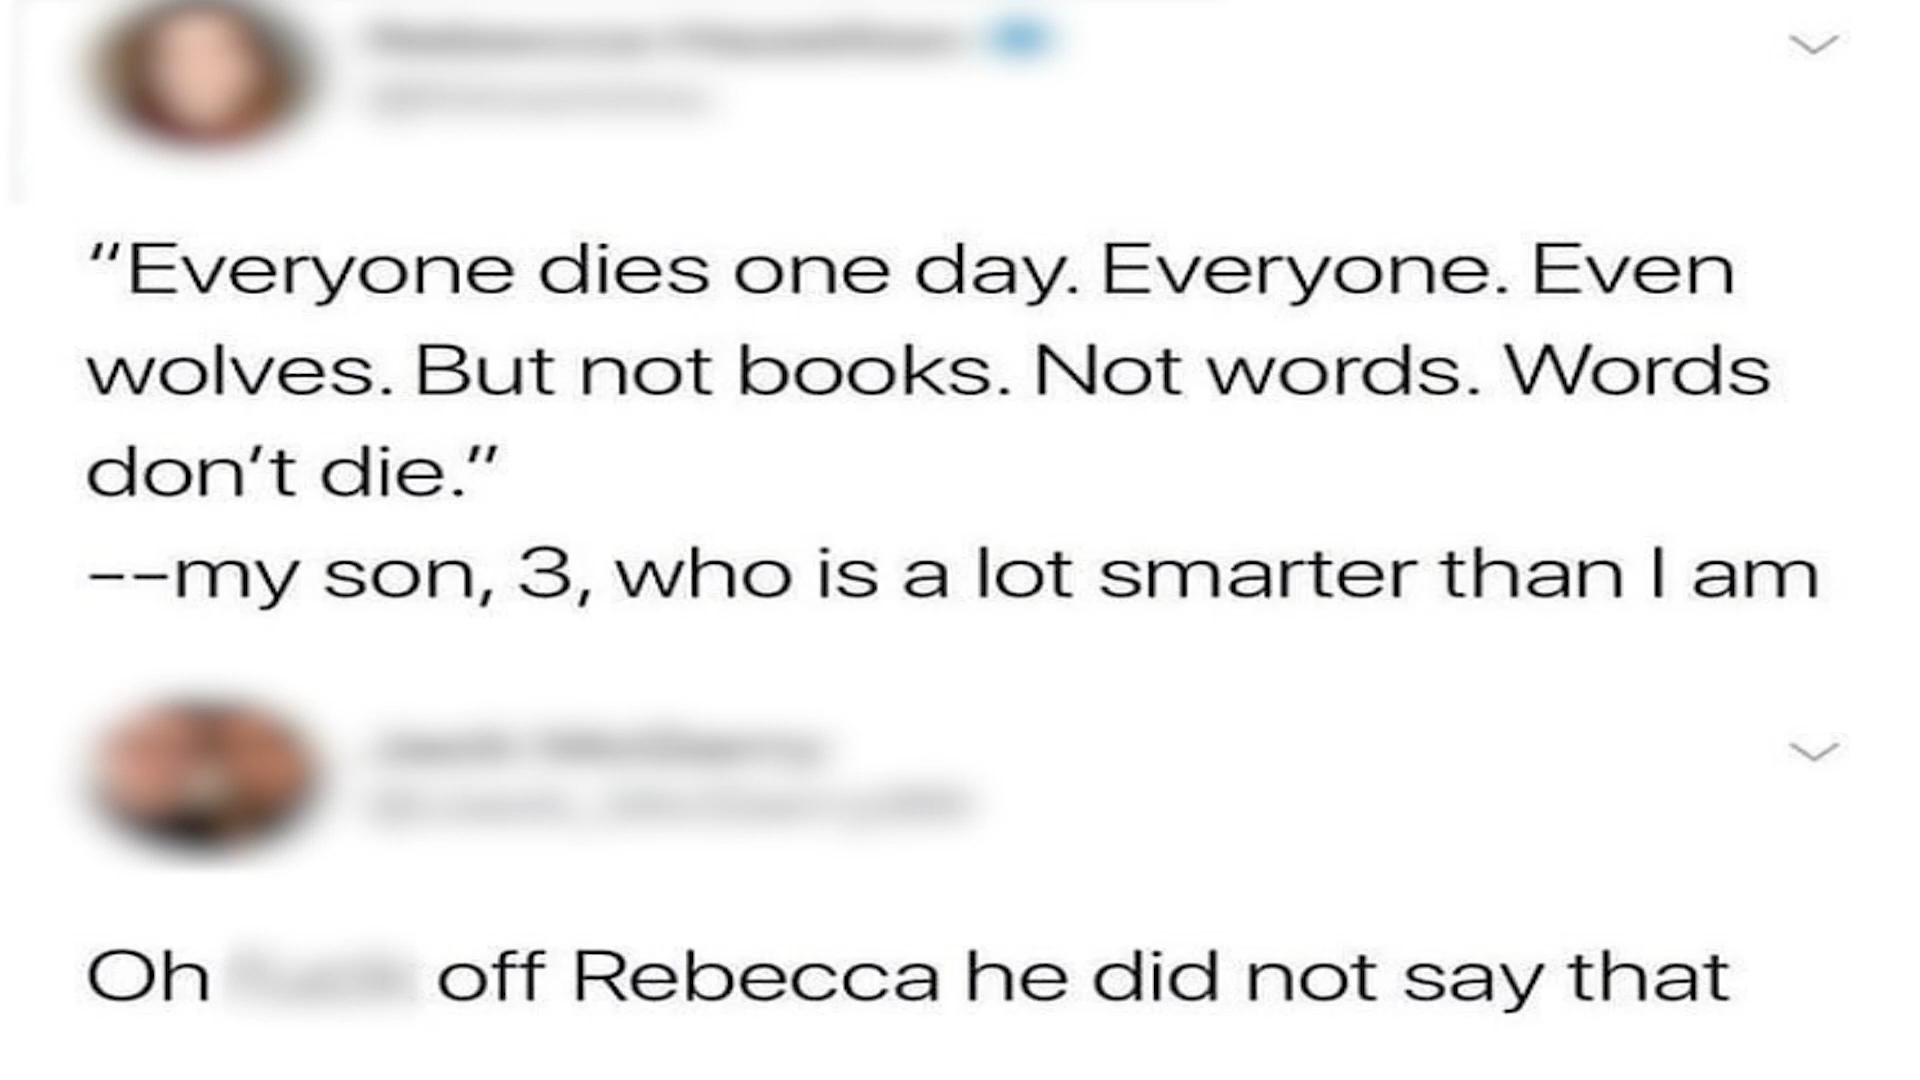 “Everyone dies one day. Everyone. Even
wolves. But not books. Not words. Words
don’t die.”
--my son, 3, who is a lot smarter than I am
Oh off Rebecca he did not say that